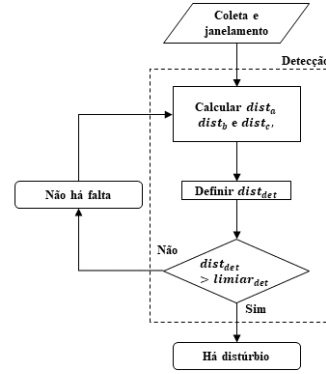 Coleta e
janelamento
Detecção
Calcular dist_a
dist_b e dist_c,
Definir dist_det
Não há falta
Não
dist_det
> limiar_det
Sim
Há distúrbio